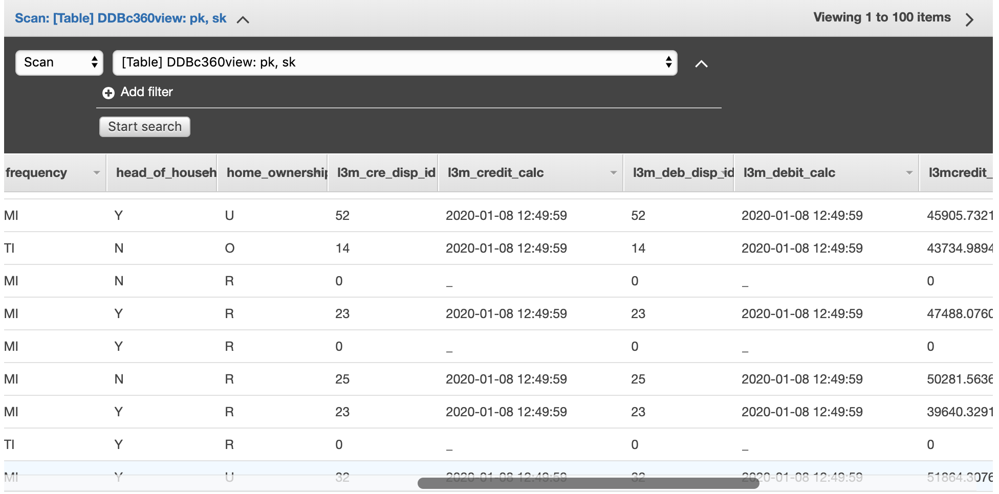 Scan: [Table] DDBc360view: pk, sk Viewing 1 to 100 items
Scan [Table] DDBc360view: pk, sk
Add filter
Start search
frequency head_of_househ home_ownership l3m_cre_disp_id l3m_credit_calc l3m_deb_disp_id l3m_debit_calc l3mcredit_
MI Y U 52 2020-01-08 12:49:59 52 2020-01-08 12:49:59 45905.7321
TI N O 14 2020-01-08 12:49:59 14 2020-01-08 12:49:59 43734.9894
MI N R 0 _ 0 _ 0
MI Y R 23 2020-01-08 12:49:59 23 2020-01-08 12:49:59 47488.0760
MI Y R 0 _ 0 _ 0
MI N R 25 2020-01-08 12:49:59 25 2020-01-08 12:49:59 50281.5636
MI Y R 23 2020-01-08 12:49:59 23 2020-01-08 12:49:59 39640.3291
TI Y R 0 _ 0 _ 0
MI Y U 32 2020-01-08 12:49:59 32 2020-01-08 12:49:59 51864.3076